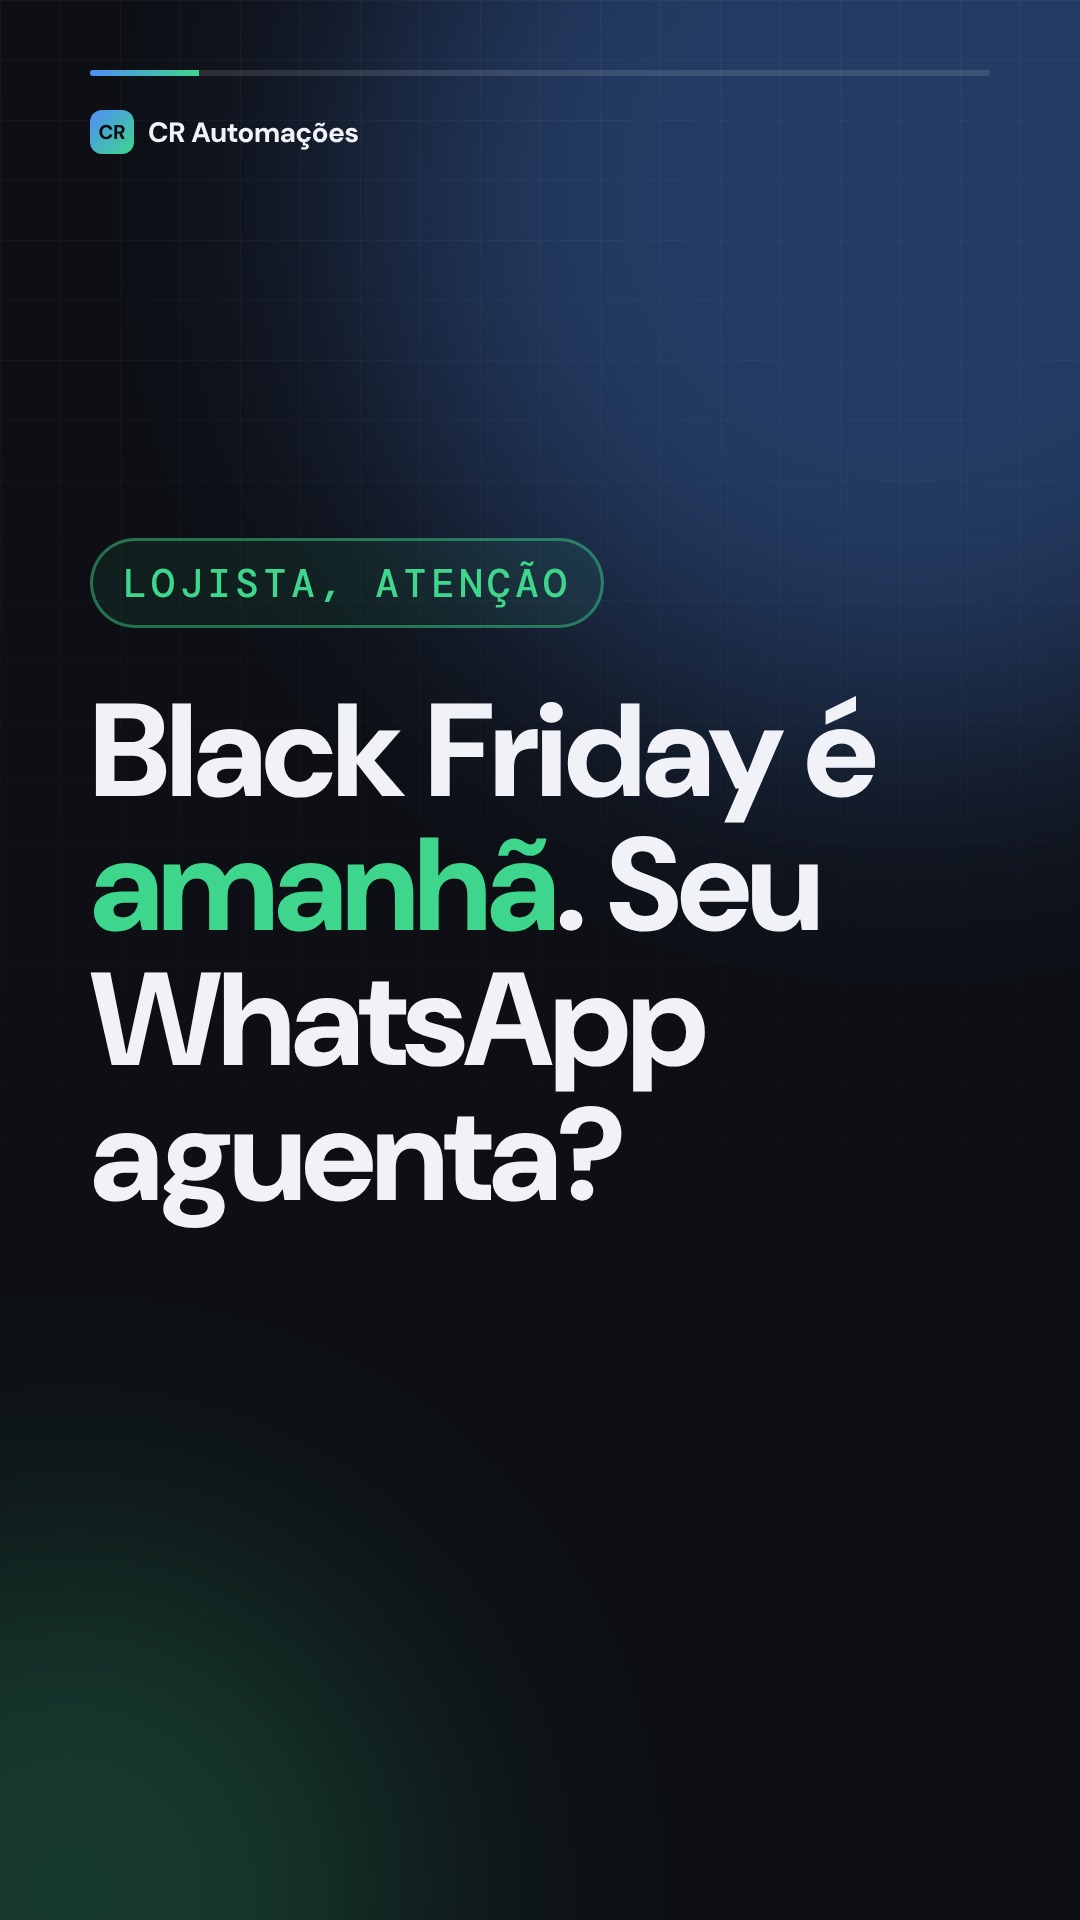 CR CR Automações
LOJISTA, ATENÇÃO
Black Friday é
amanhã. Seu
WhatsApp
aguenta?